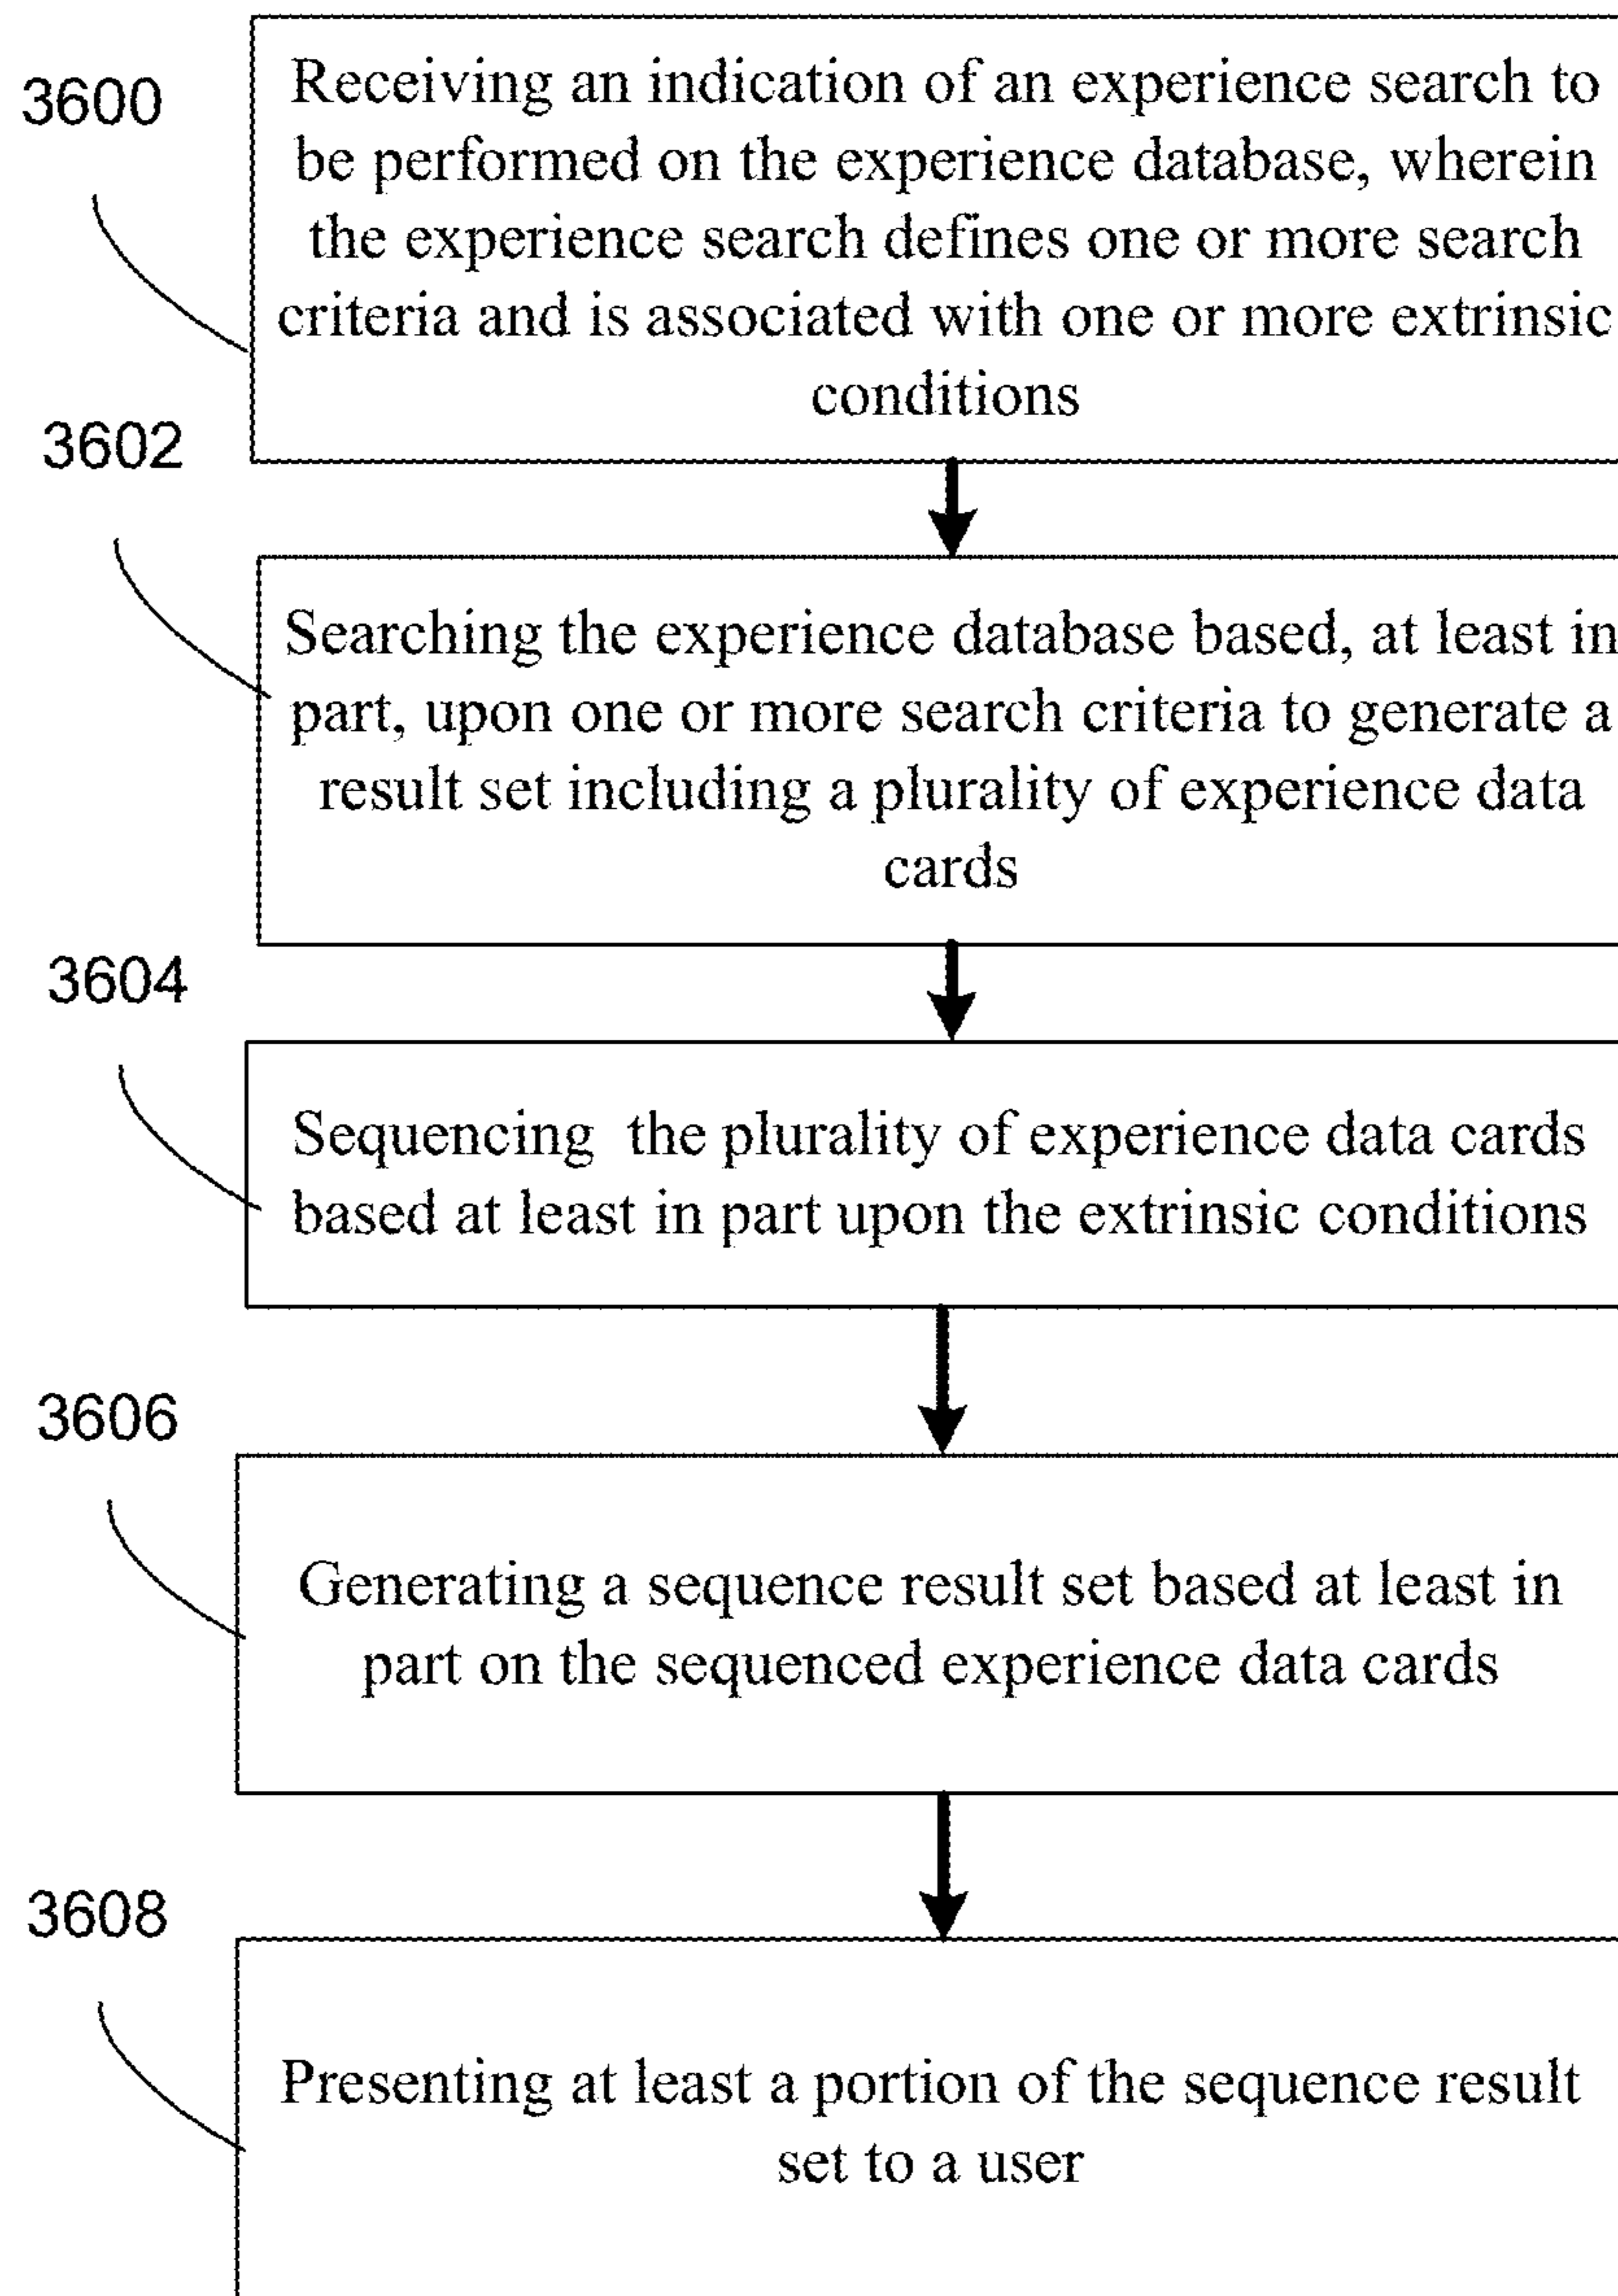 3600
Receiving an indication of an experience search to
be performed on the experience database, wherein
the experience search defines one or more search
criteria and is associated with one or more extrinsic
conditions
3602
Searching the experience database based, at least in
part, upon one or more search criteria to generate a
result set including a plurality of experience data
cards
3604
Sequencing the plurality of experience data cards
based at least in part upon the extrinsic conditions
3606
Generating a sequence result set based at least in
part on the sequenced experience data cards
3608
Presenting at least a portion of the sequence result
set to a user